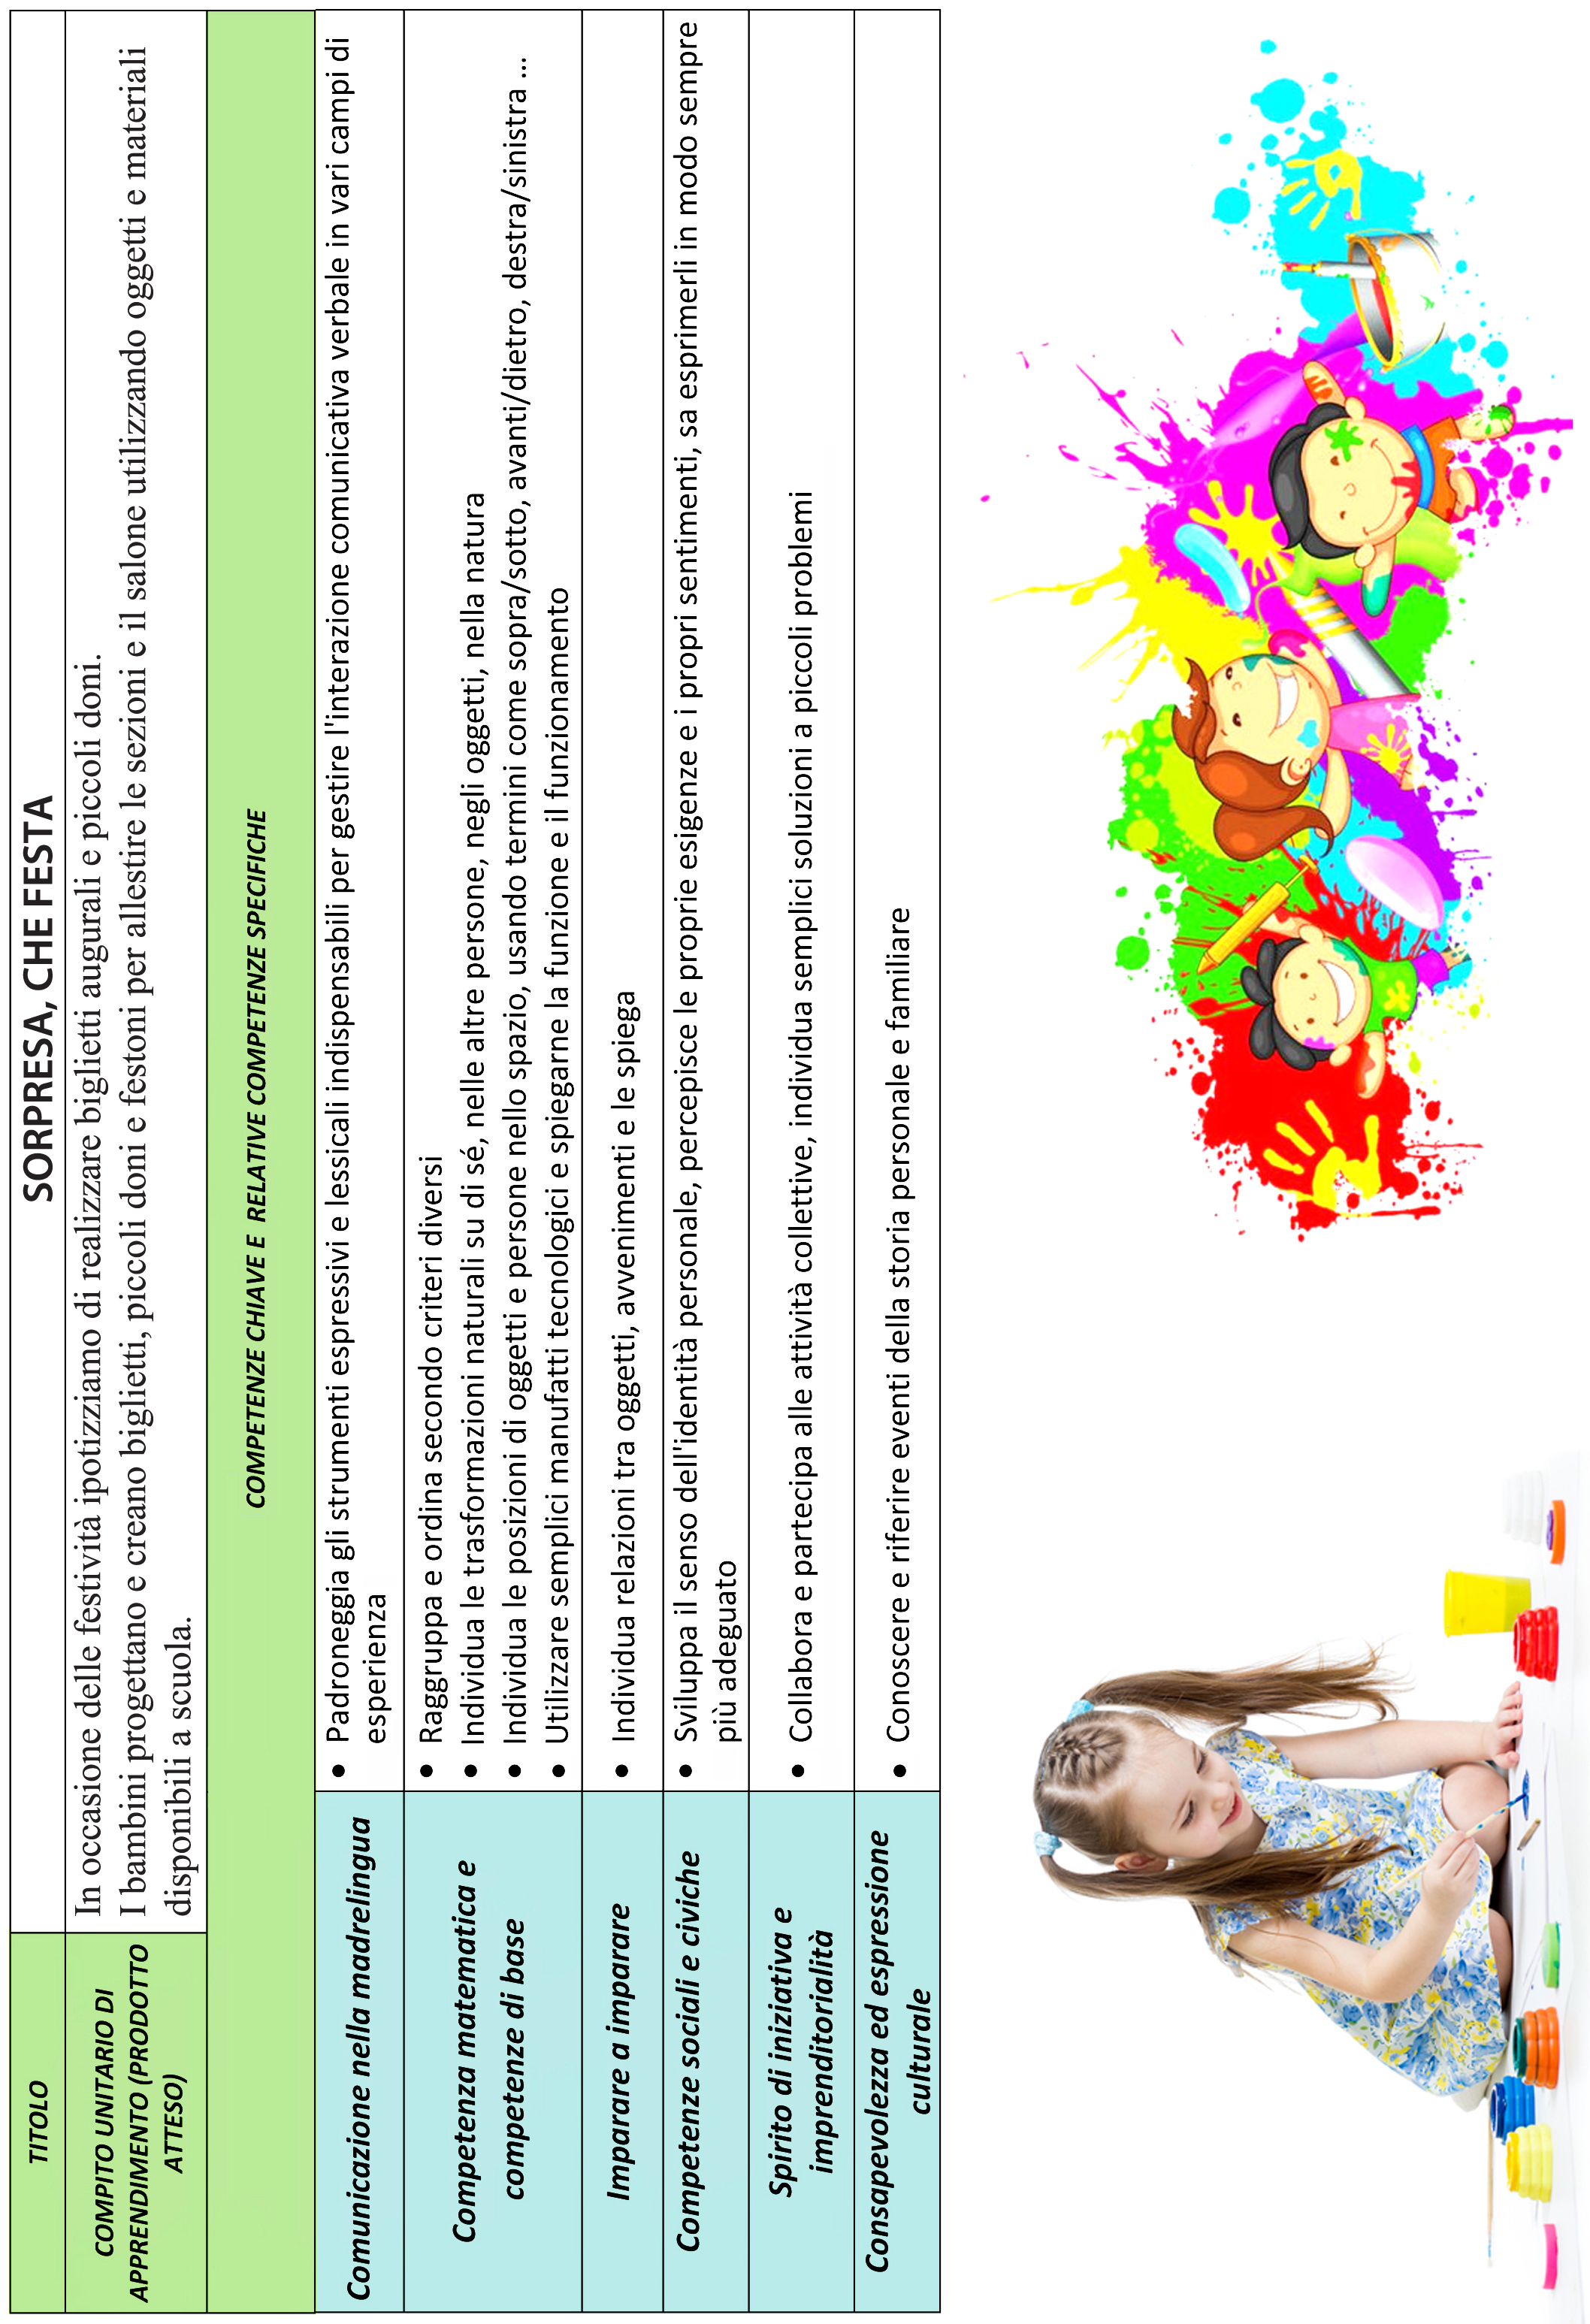 TITOLO
SORPRESA, CHE FESTA
COMPITO UNITARIO DI
APPRENDIMENTO (PRODOTTO
ATTESO)
In occasione delle festività ipotizziamo di realizzare biglietti augurali e piccoli doni.
I bambini progettano e creano biglietti, piccoli doni e festoni per allestire le sezioni e il salone utilizzando oggetti e materiali
disponibili a scuola.
COMPETENZE CHIAVE E RELATIVE COMPETENZE SPECIFICHE
Comunicazione nella madrelingua
• Padroneggia gli strumenti espressivi e lessicali indispensabili per gestire l'interazione comunicativa verbale in vari campi di
esperienza
Competenza matematica e
competenze di base
• Raggruppa e ordina secondo criteri diversi
• Individua le trasformazioni naturali su di sé, nelle altre persone, negli oggetti, nella natura
• Individua le posizioni di oggetti e persone nello spazio, usando termini come sopra/sotto, avanti/dietro, destra/sinistra ...
• Utilizzare semplici manufatti tecnologici e spiegarne la funzione e il funzionamento
Imparare a imparare
• Individua relazioni tra oggetti, avvenimenti e le spiega
Competenze sociali e civiche
• Sviluppa il senso dell'identità personale, percepisce le proprie esigenze e i propri sentimenti, sa esprimerli in modo sempre
più adeguato
Spirito di iniziativa e
imprenditorialità
• Collabora e partecipa alle attività collettive, individua semplici soluzioni a piccoli problemi
Consapevolezza ed espressione
culturale
• Conoscere e riferire eventi della storia personale e familiare